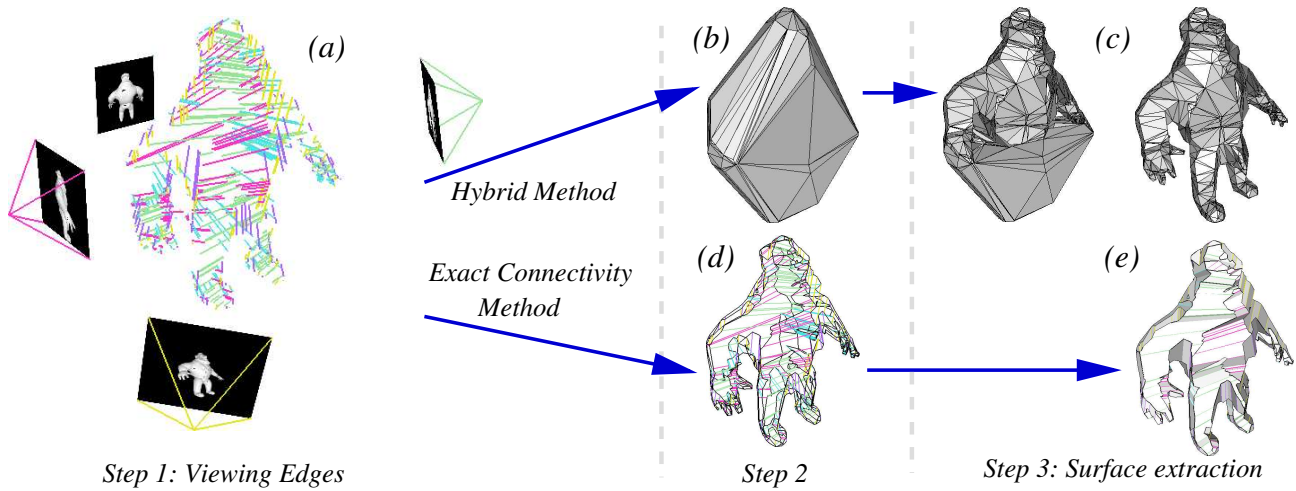 (a)
(b)
(c)
Hybrid Method
Exact Connectivity
Method
(d)
(e)
Step 1: Viewing Edges
Step 2
Step 3: Surface extraction